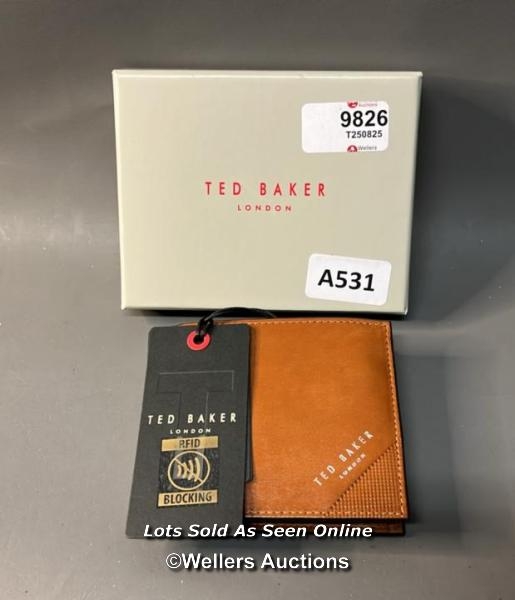 Auctions
9826
T250825
Wellers
TED BAKER
LONDON
A531
TED BAKER
LONDON
RFID
BLOCKING
TED BAKER
LONDON
Lots Sold As Seen Online
©Wellers Auctions